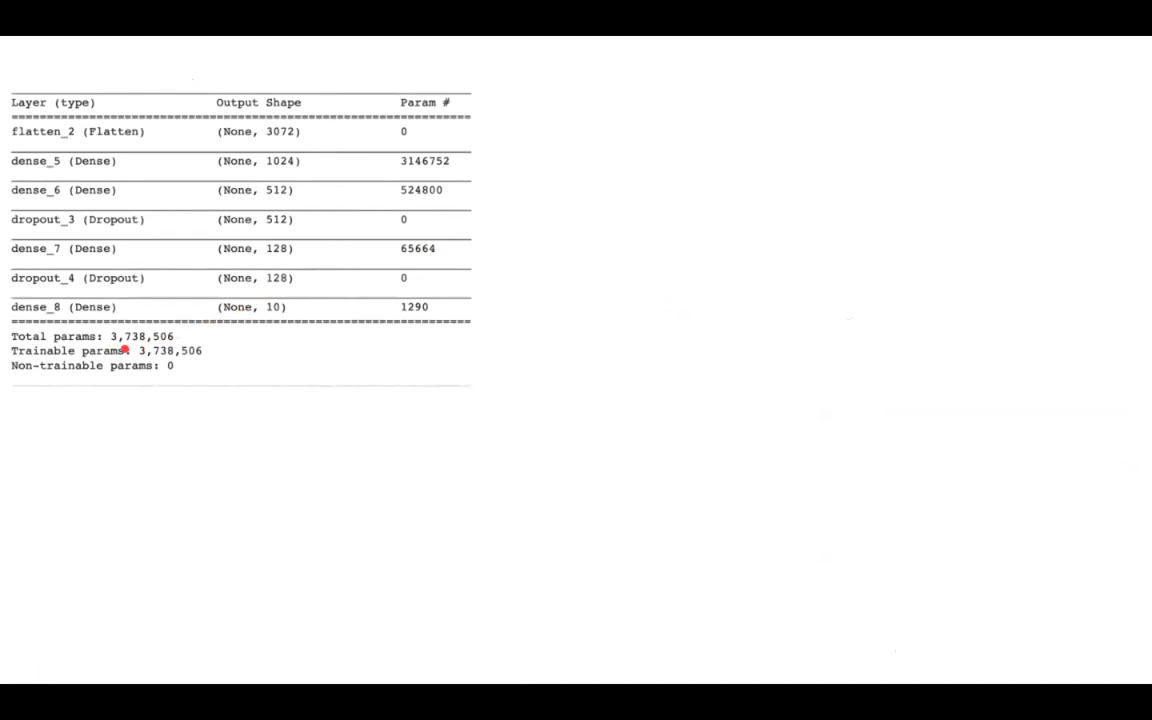 Layer (type) Output Shape Param #
=================================================================
flatten_2 (Flatten) (None, 3072) 0
dense_5 (Dense) (None, 1024) 3146752
dense_6 (Dense) (None, 512) 524800
dropout_3 (Dropout) (None, 512) 0
dense_7 (Dense) (None, 128) 65664
dropout_4 (Dropout) (None, 128) 0
dense_8 (Dense) (None, 10) 1290
=================================================================
Total params: 3,738,506
Trainable params: 3,738,506
Non-trainable params: 0